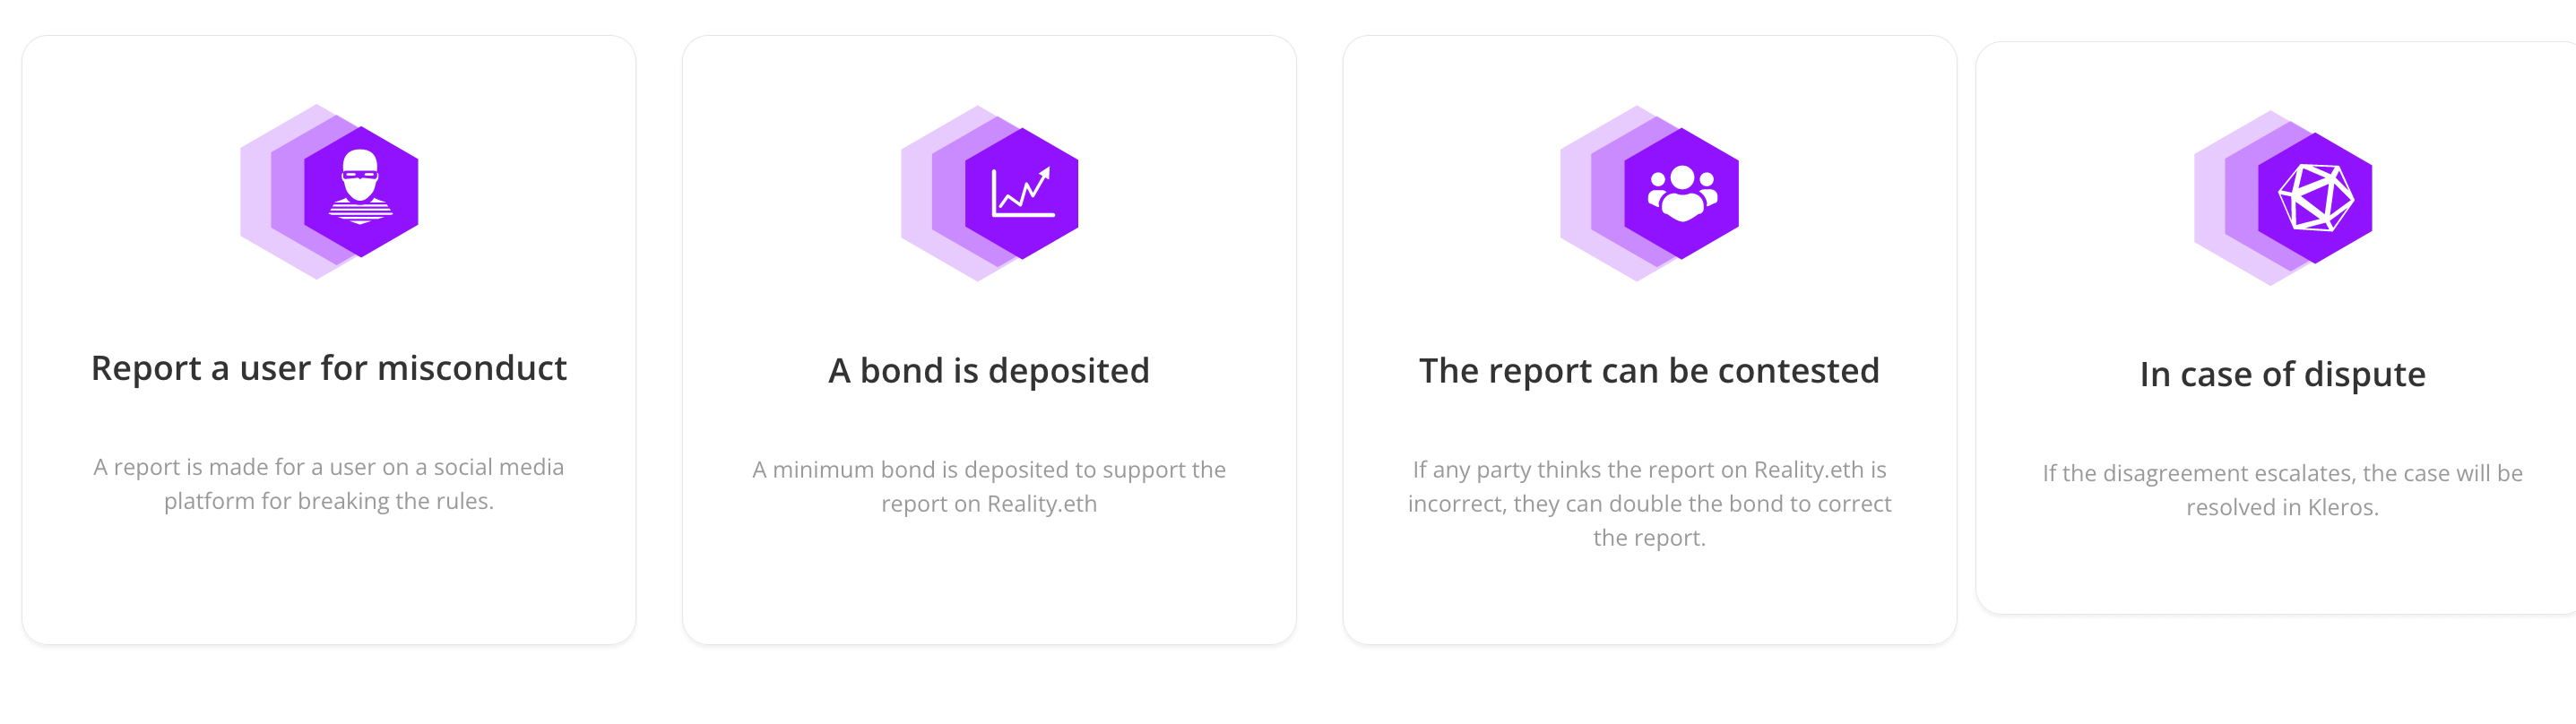 Report a user for misconduct
A report is made for a user on a social media
platform for breaking the rules.
A bond is deposited
A minimum bond is deposited to support the
report on Reality.eth
The report can be contested
If any party thinks the report on Reality.eth is
incorrect, they can double the bond to correct
the report.
In case of dispute
If the disagreement escalates, the case will be
resolved in Kleros.